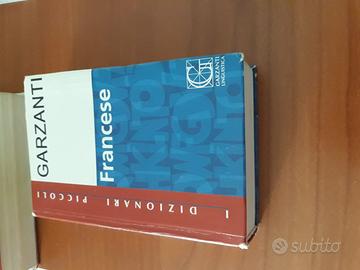 GARZANTI
Francese
I DIZIONARI PICCOLI
GARZANTI
LINGUISTICA
subito